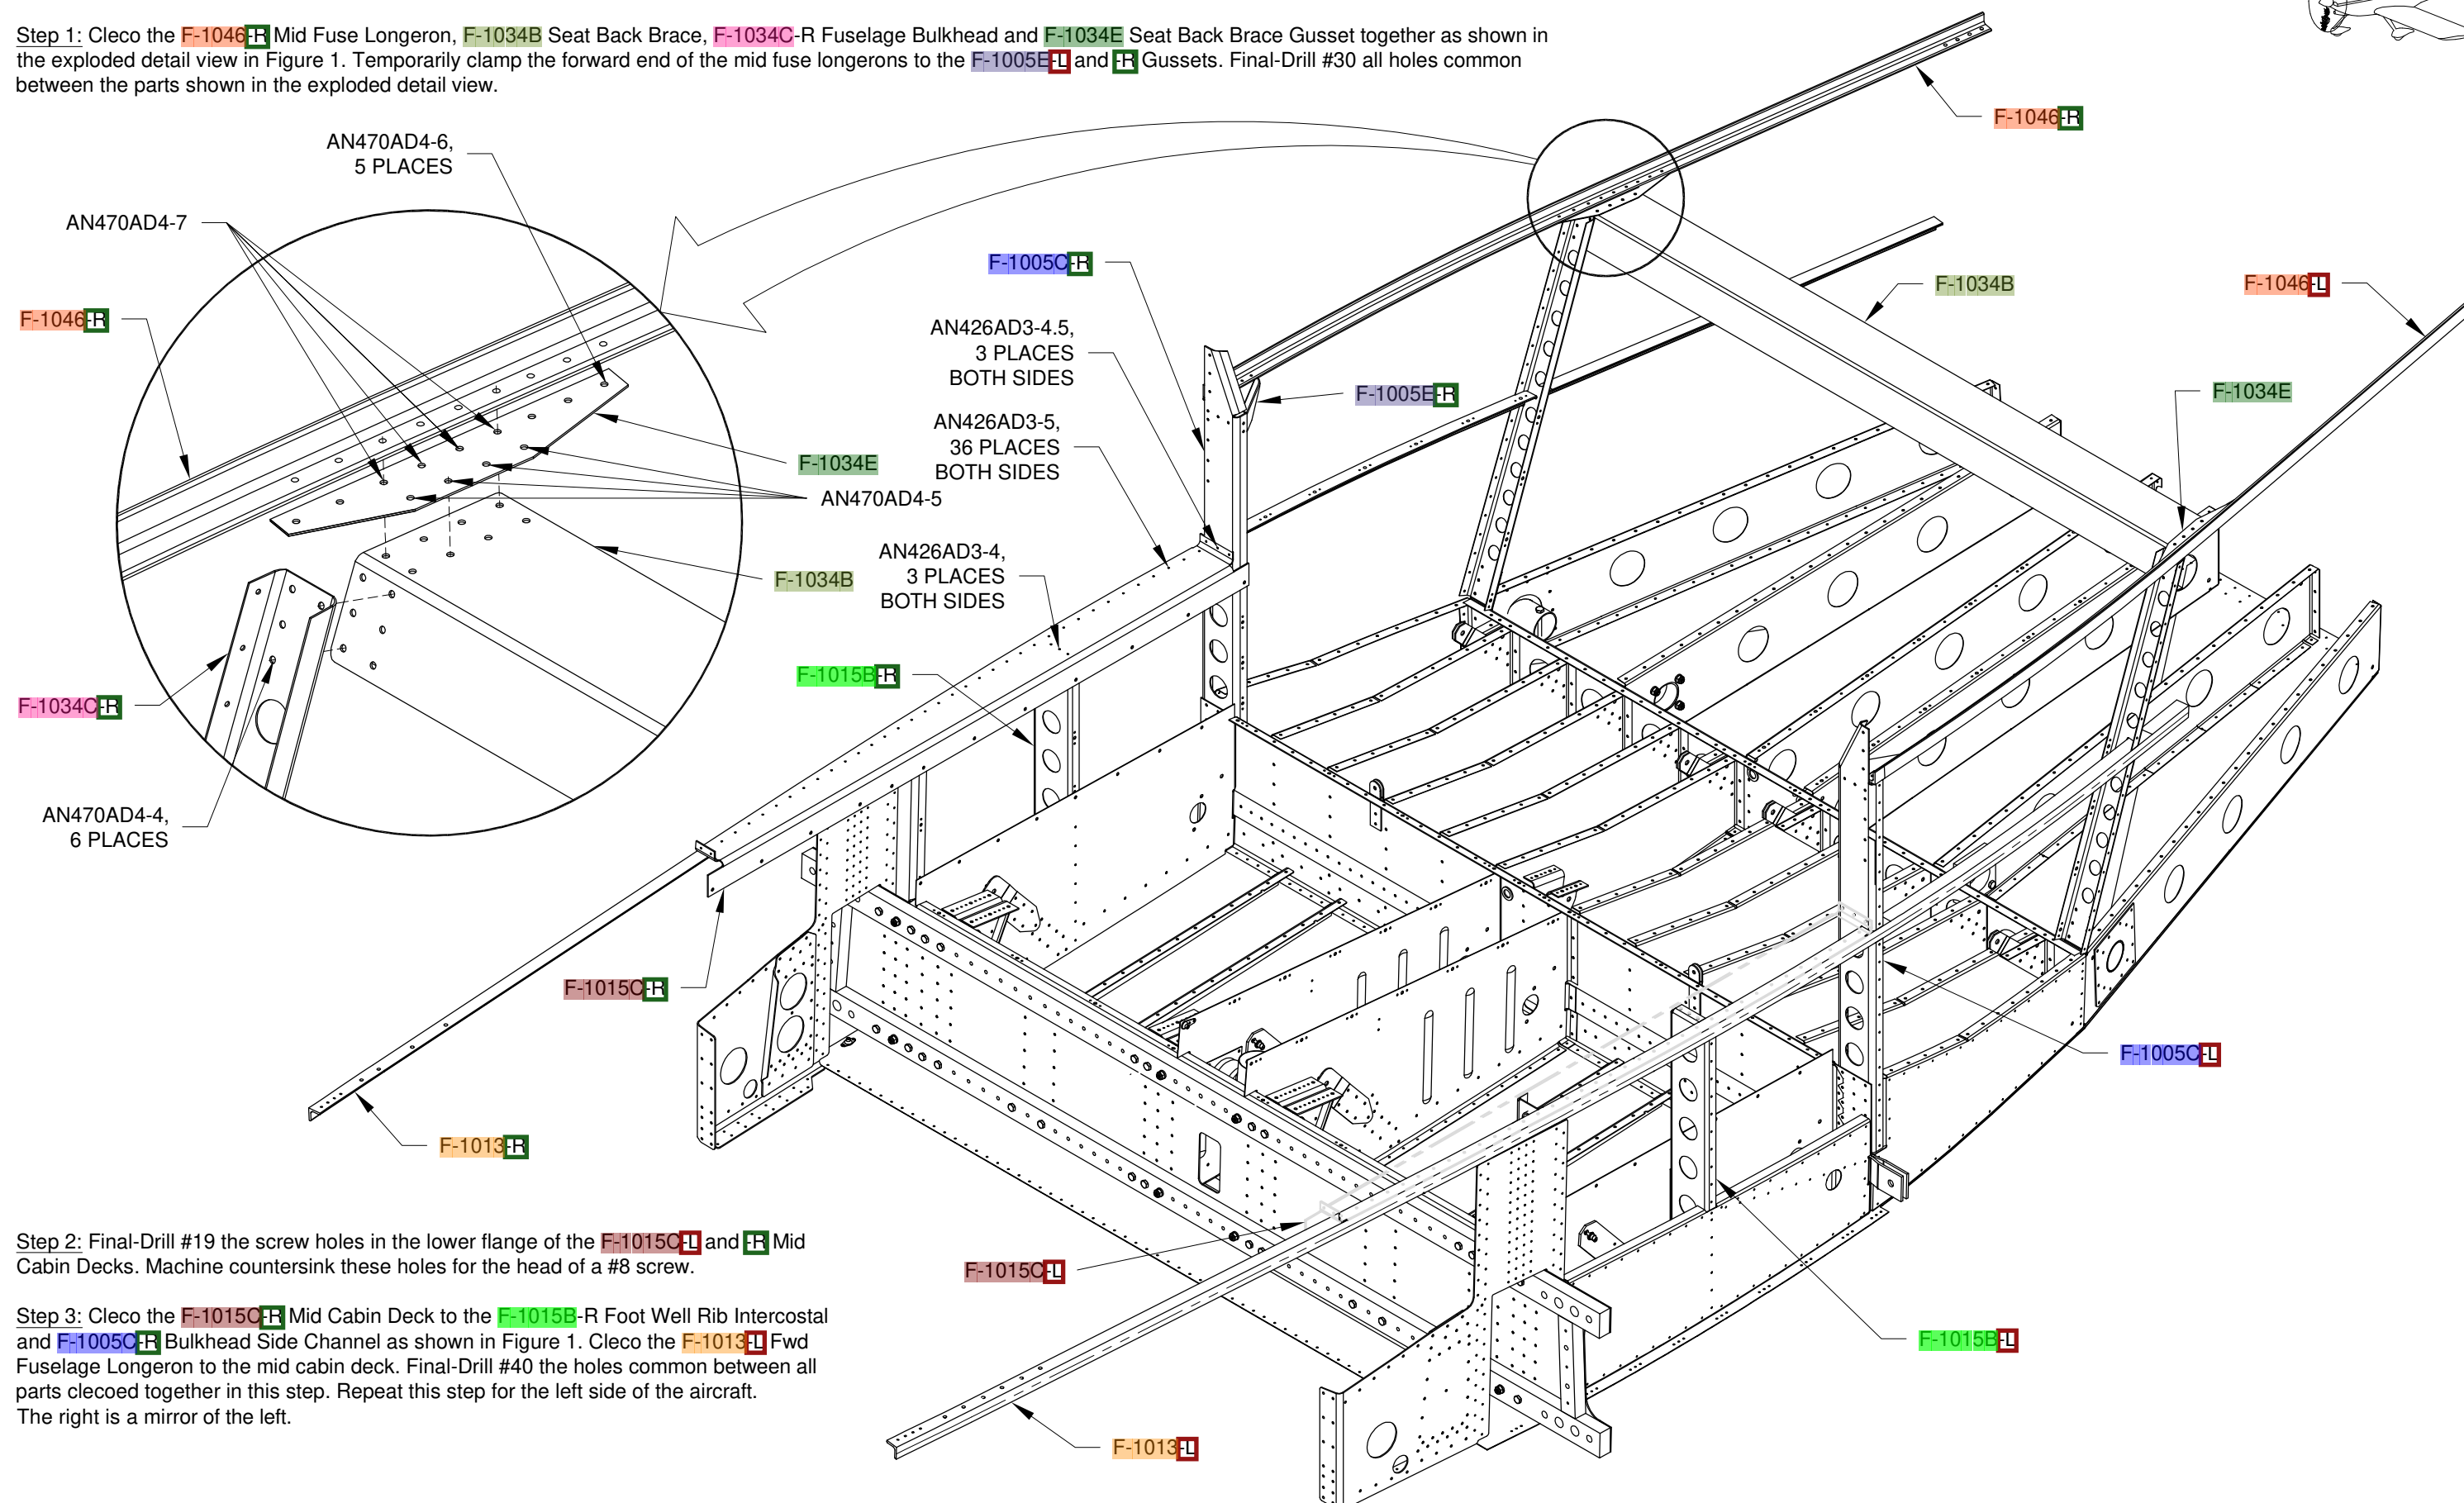 Step 1: Cleco the F-1046-R Mid Fuse Longeron, F-1034B Seat Back Brace, F-1034C-R Fuselage Bulkhead and F-1034E Seat Back Brace Gusset together as shown in
the exploded detail view in Figure 1. Temporarily clamp the forward end of the mid fuse longerons to the F-1005E-L and -R Gussets. Final-Drill #30 all holes common
between the parts shown in the exploded detail view.
F-1046-R
AN470AD4-6,
5 PLACES
AN470AD4-7
F-1046-R
F-1034E
AN470AD4-5
F-1034B
F-1034C-R
AN470AD4-4,
6 PLACES
F-1005C-R
AN426AD3-4.5,
3 PLACES
BOTH SIDES
F-1005E-R
AN426AD3-5,
36 PLACES
BOTH SIDES
AN426AD3-4,
3 PLACES
BOTH SIDES
F-1015B-R
F-1034B
F-1046-L
F-1034E
F-1015C-R
F-1013-R
F-1005C-L
F-1015C-L
F-1015B-L
F-1013-L
Step 2: Final-Drill #19 the screw holes in the lower flange of the F-1015C-L and -R Mid
Cabin Decks. Machine countersink these holes for the head of a #8 screw.
Step 3: Cleco the F-1015C-R Mid Cabin Deck to the F-1015B-R Foot Well Rib Intercostal
and F-1005C-R Bulkhead Side Channel as shown in Figure 1. Cleco the F-1013-L Fwd
Fuselage Longeron to the mid cabin deck. Final-Drill #40 the holes common between all
parts clecoed together in this step. Repeat this step for the left side of the aircraft.
The right is a mirror of the left.